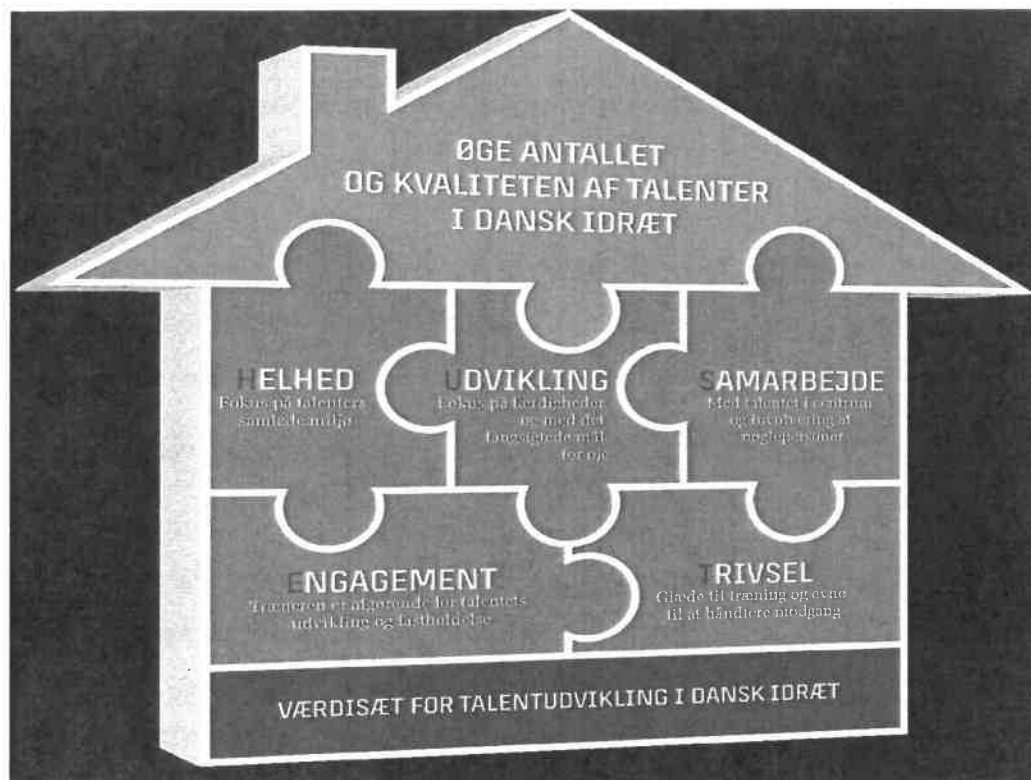 ØGE ANTALLET
OG KVALITETEN AF TALENTER
I DANSK IDRÆT
HELHED
Fokus på talenters
samlede miljø
UDVIKLING
Fokus på færdigheder
og med det
langsigtede mål
for øje
SAMARBEJDE
Med talentet i centrum
og involvering af
nøglepersoner
ENGAGEMENT
Træneren er afgørende for talentets
udvikling og fastholdelse
TRIVSEL
Glæde til træning og evne
til at håndtere modgang
VÆRDISÆT FOR TALENTUDVIKLING I DANSK IDRÆT